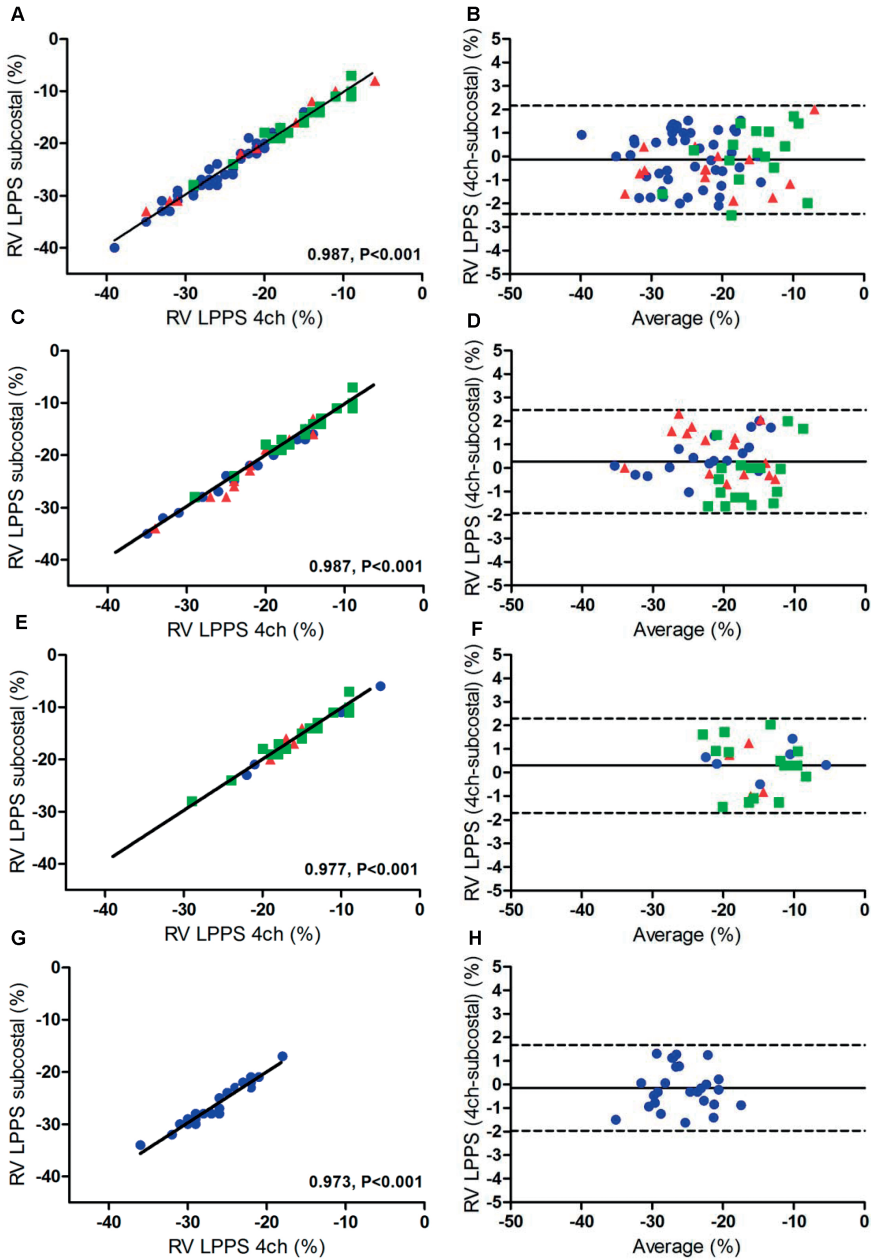 A
0
-10
-20
-30
-40
RV LPPS subcostal (%)
0.987, P<0.001
-40 -30 -20 -10 0
RV LPPS 4ch (%)
B
5
4
3
2
1
0
-1
-2
-3
-4
-5
RV LPPS (4ch-subcostal) (%)
-50 -40 -30 -20 -10 0
Average (%)
C
0
-10
-20
-30
-40
RV LPPS subcostal (%)
0.987, P<0.001
-40 -30 -20 -10 0
RV LPPS 4ch (%)
D
5
4
3
2
1
0
-1
-2
-3
-4
-5
RV LPPS (4ch-subcostal) (%)
-50 -40 -30 -20 -10 0
Average (%)
E
0
-10
-20
-30
-40
RV LPPS subcostal (%)
0.977, P<0.001
-40 -30 -20 -10 0
RV LPPS 4ch (%)
F
5
4
3
2
1
0
-1
-2
-3
-4
-5
RV LPPS (4ch-subcostal) (%)
-50 -40 -30 -20 -10 0
Average (%)
G
0
-10
-20
-30
-40
RV LPPS subcostal (%)
0.973, P<0.001
-40 -30 -20 -10 0
RV LPPS 4ch (%)
H
5
4
3
2
1
0
-1
-2
-3
-4
-5
RV LPPS (4ch-subcostal) (%)
-50 -40 -30 -20 -10 0
Average (%)